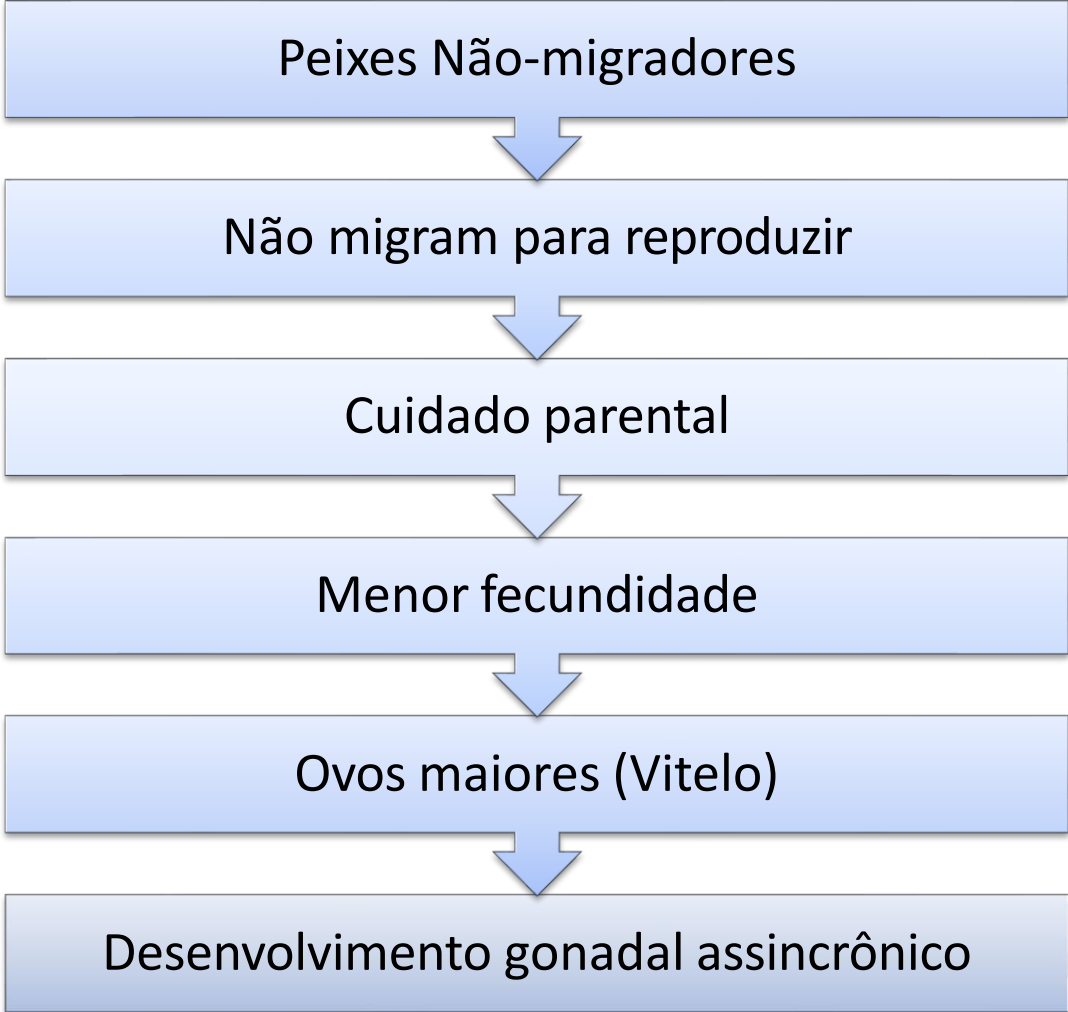 Peixes Não-migradores
Não migram para reproduzir
Cuidado parental
Menor fecundidade
Ovos maiores (Vitelo)
Desenvolvimento gonadal assincrônico